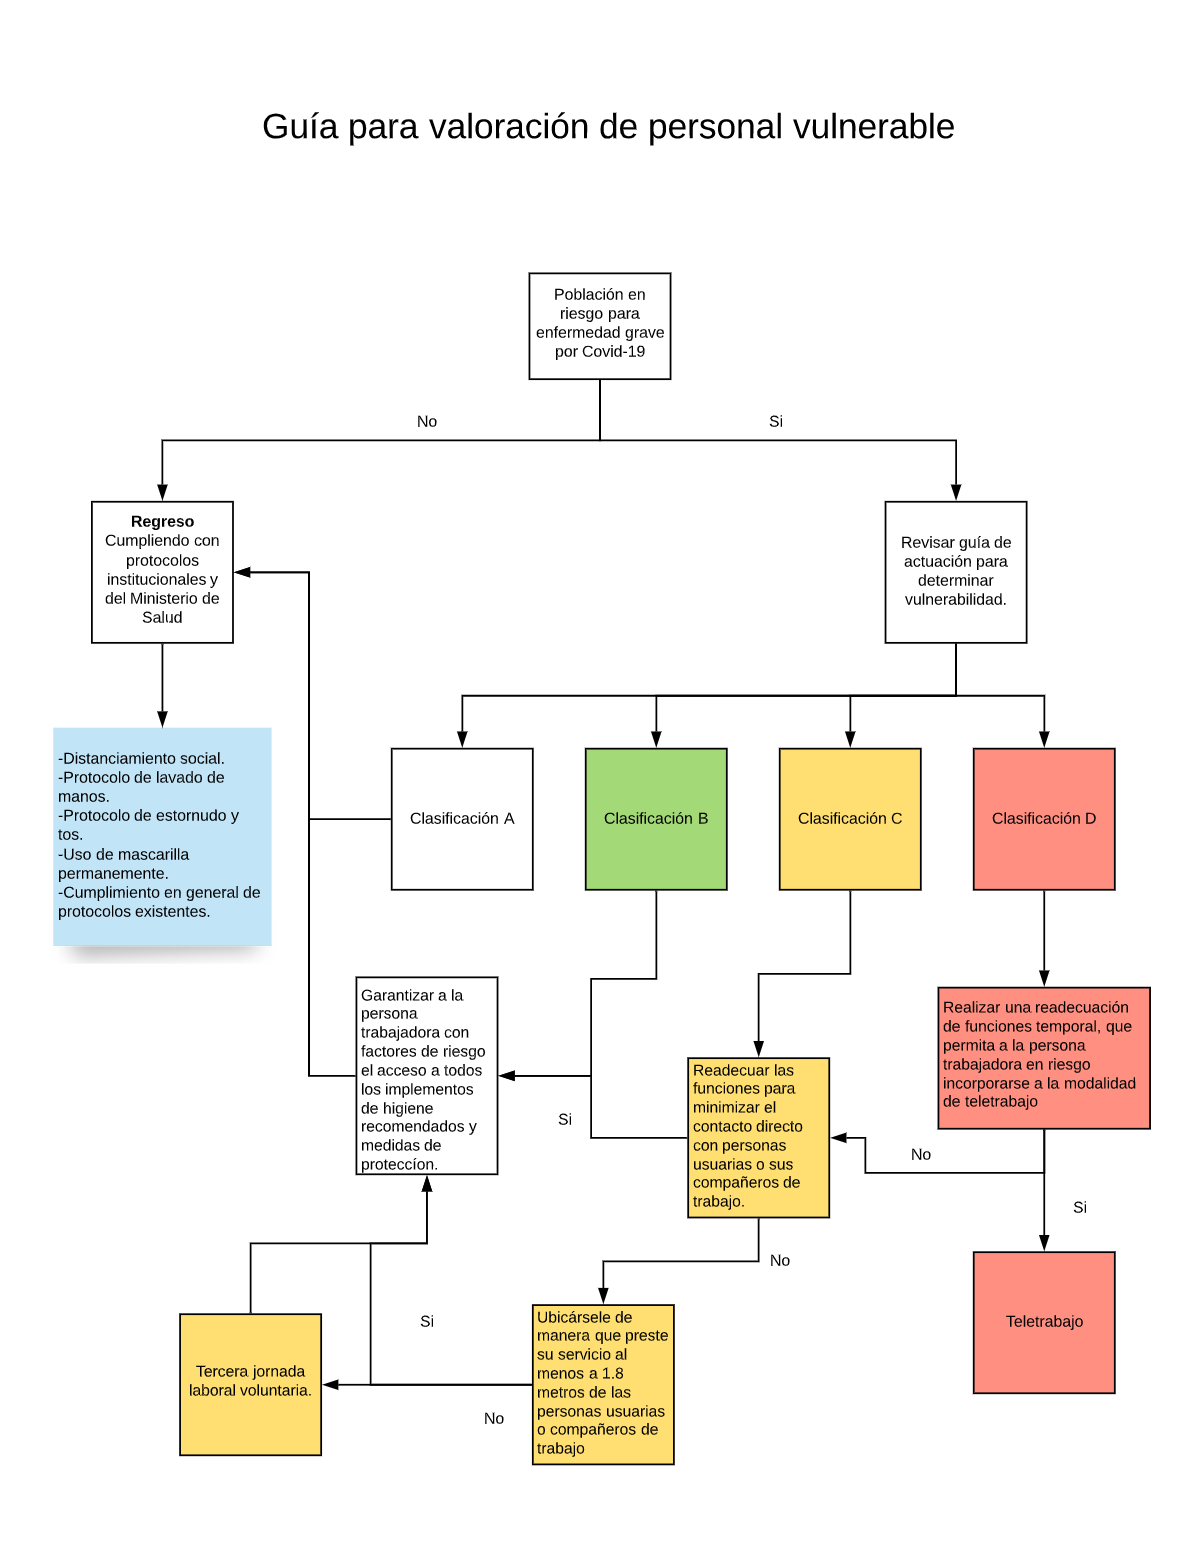 Guía para valoración de personal vulnerable
Población en
riesgo para
enfermedad grave
por Covid-19
No
Si
Regreso
Cumpliendo con
protocolos
institucionales y
del Ministerio de
Salud
Revisar guía de
actuación para
determinar
vulnerabilidad.
-Distanciamiento social.
-Protocolo de lavado de
manos.
-Protocolo de estornudo y
tos.
-Uso de mascarilla
permanemente.
-Cumplimiento en general de
protocolos existentes.
Clasificación A
Clasificación B
Clasificación C
Clasificación D
Garantizar a la
persona
trabajadora con
factores de riesgo
el acceso a todos
los implementos
de higiene
recomendados y
medidas de
proteccíon.
Si
Readecuar las
funciones para
minimizar el
contacto directo
con personas
usuarias o sus
compañeros de
trabajo.
Realizar una readecuación
de funciones temporal, que
permita a la persona
trabajadora en riesgo
incorporarse a la modalidad
de teletrabajo
No
Si
No
Tercera jornada
laboral voluntaria.
Si
No
Ubicársele de
manera que preste
su servicio al
menos a 1.8
metros de las
personas usuarias
o compañeros de
trabajo
Teletrabajo